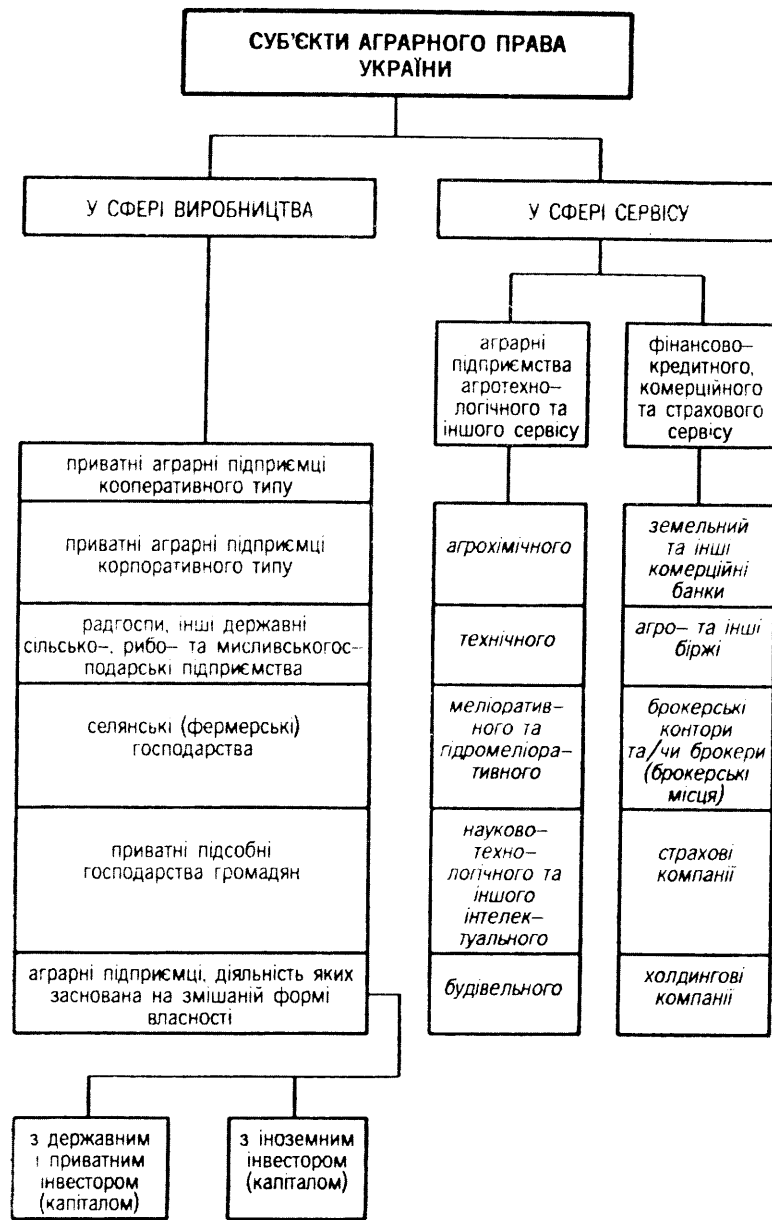 СУБ'ЄКТИ АГРАРНОГО ПРАВА
УКРАЇНИ
У СФЕРІ ВИРОБНИЦТВА
У СФЕРІ СЕРВІСУ
аграрні
підприємства
агротехно-
логічного та
іншого сервісу
фінансово-
кредитного,
комерційного
та страхового
сервісу
приватні аграрні підприємці
кооперативного типу
приватні аграрні підприємці
корпоративного типу
радгоспи, інші державні
сільсько-, рибо- та мисливськогос-
подарські підприємства
селянські (фермерські)
господарства
приватні підсобні
господарства громадян
аграрні підприємці, діяльність яких
заснована на змішаній формі
власності
агрохімічного
технічного
меліоратив-
ного та
гідромеліора-
тивного
науково-
техно-
логічного та
іншого
інтелек-
туального
будівельного
земельний
та інші
комерційні
банки
агро- та інші
біржі
брокерські
контори
та/чи брокери
(брокерські
місця)
страхові
компанії
холдингові
компанії
з державним
і приватним
інвестором
(капіталом)
з іноземним
інвестором
(капіталом)